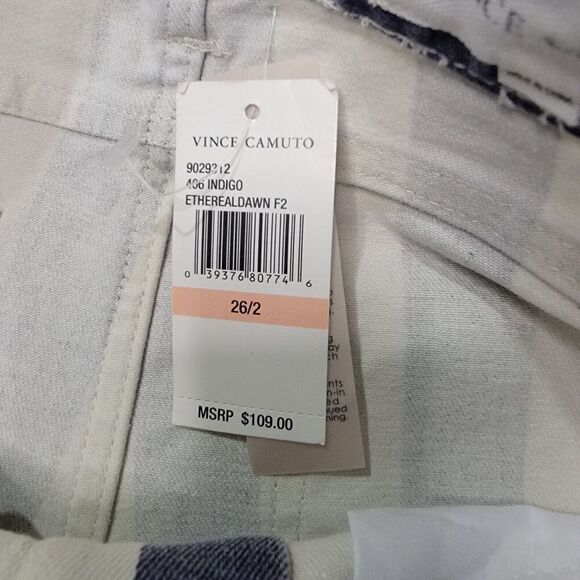 VINCE CAMUTO
9029312
406 INDIGO
ETHEREALDAWN F2
0 39376 80774 6
26/2
MSRP $109.00